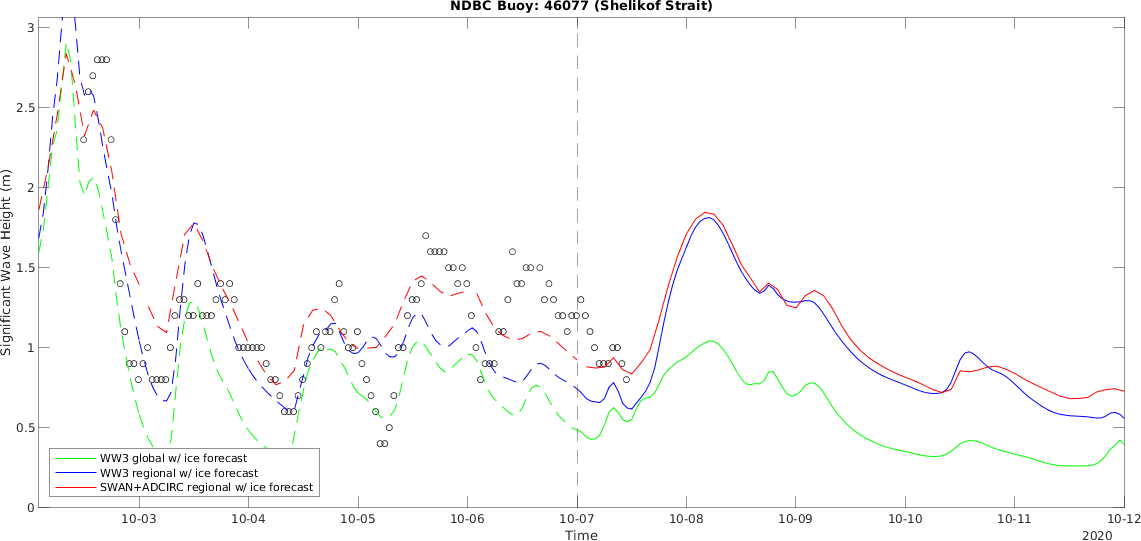 NDBC Buoy: 46077 (Shelikof Strait)
3
2.5
2
1.5
1
0.5
0
Significant Wave Height (m)
WW3 global w/ ice forecast
WW3 regional w/ ice forecast
SWAN+ADCIRC regional w/ ice forecast
10-03 10-04 10-05 10-06 10-07 10-08 10-09 10-10 10-11 10-12
Time
2020